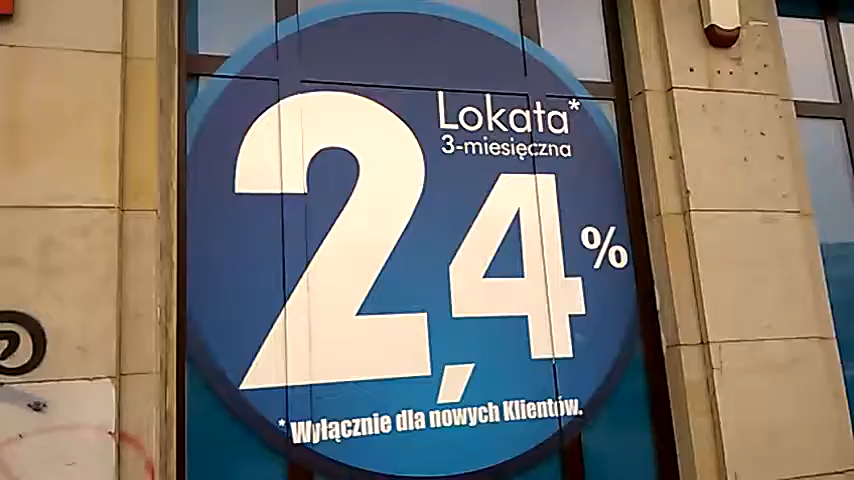 Lokata*
3-miesięczna
2,4%
* Wyłącznie dla nowych Klientów.